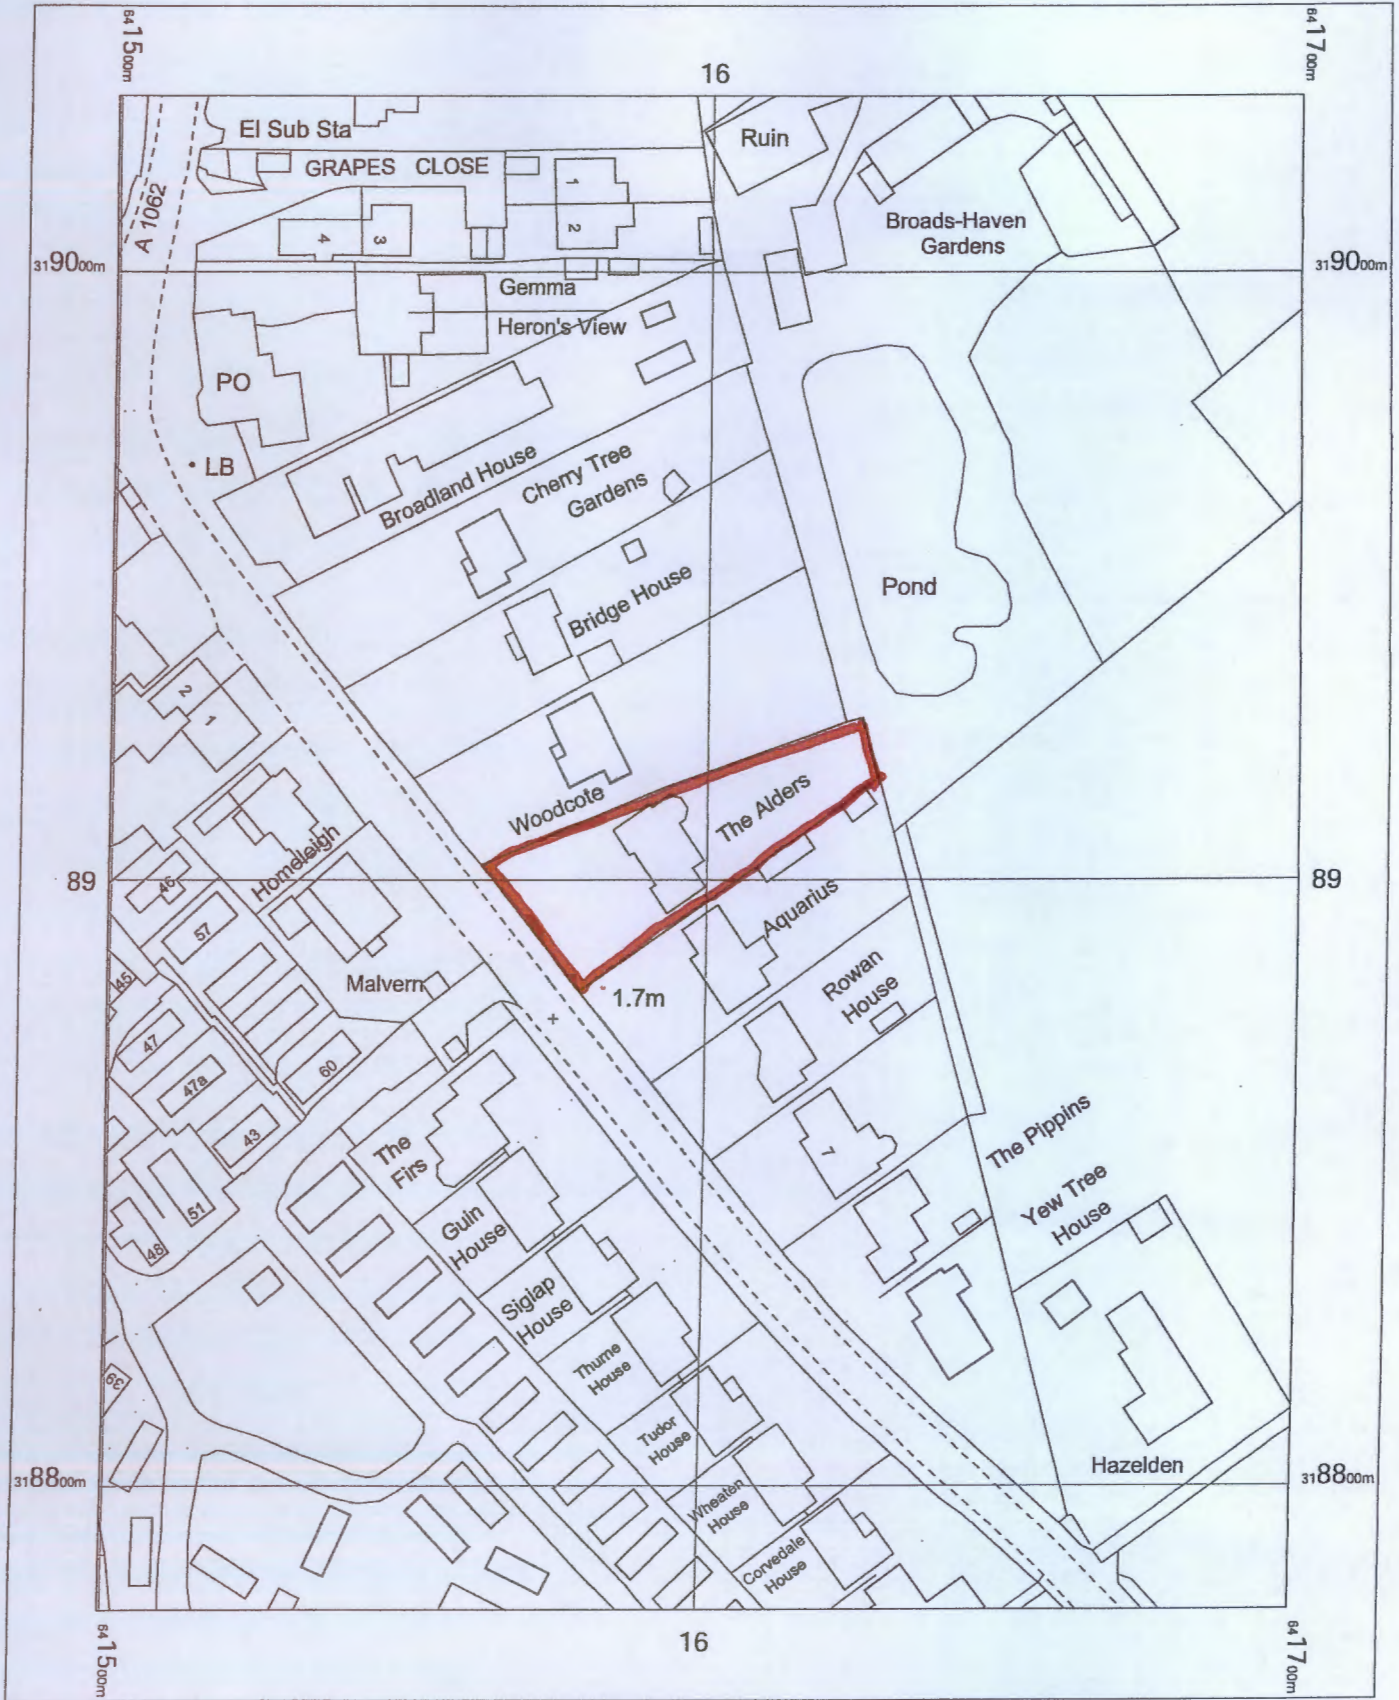 6415 00m
16
6417 00m
El Sub Sta
GRAPES CLOSE
Ruin
A 1062
1
2
4
3
Broads-Haven
Gardens
3190 00m
3190 00m
Gemma
Heron's View
PO
LB
Broadland House
Cherry Tree
Gardens
Bridge House
Pond
2
1
Woodcote
The Alders
Homeleigh
89
89
46
57
Aquarius
Malvern
45
1.7m
Rowan
House
47
47a
60
43
7
The
Firs
The Pippins
51
48
Guin
House
Yew Tree
House
Siglap
House
Thurne
House
39
Tudor
House
Hazelden
3188 00m
3188 00m
Wheaten
House
Corvedale
House
6415 00m
16
6417 00m